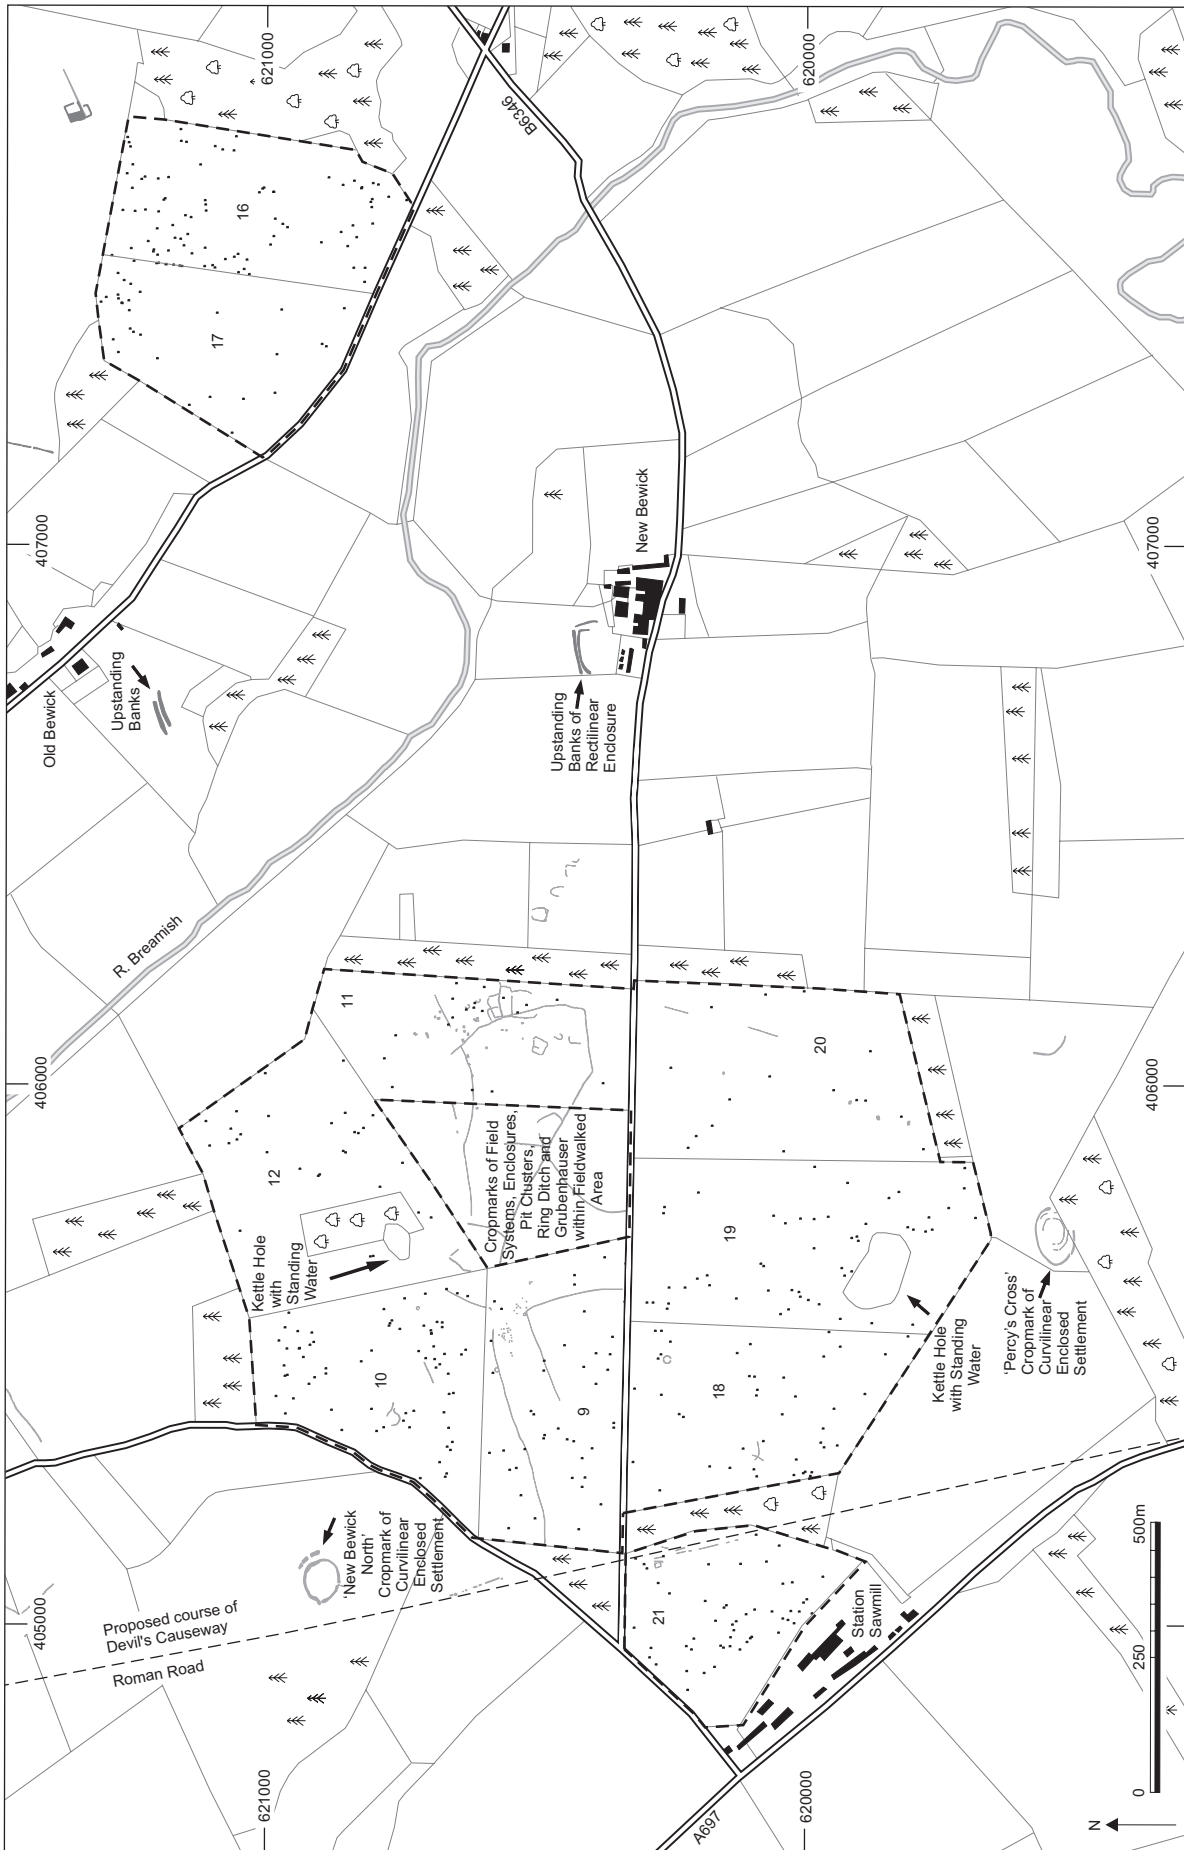 621000
620000
B6346
16
17
407000
407000
New Bewick
Old Bewick
Upstanding
Banks
Upstanding
Banks of
Rectilinear
Enclosure
R. Breamish
11
406000
406000
20
12
Cropmarks of Field
Systems, Enclosures,
Pit Clusters,
Ring Ditch and
Grubenhauser
within Fieldwalked
Area
Kettle Hole
with
Standing
Water
19
10
9
18
Kettle Hole
with Standing
Water
'Percy's Cross'
Cropmark of
Curvilinear
Enclosed
Settlement
'New Bewick
North'
Cropmark of
Curvilinear
Enclosed
Settlement
Proposed course of
Devil's Causeway
Roman Road
405000
21
Station
Sawmill
621000
620000
A697
0
250
500m
N